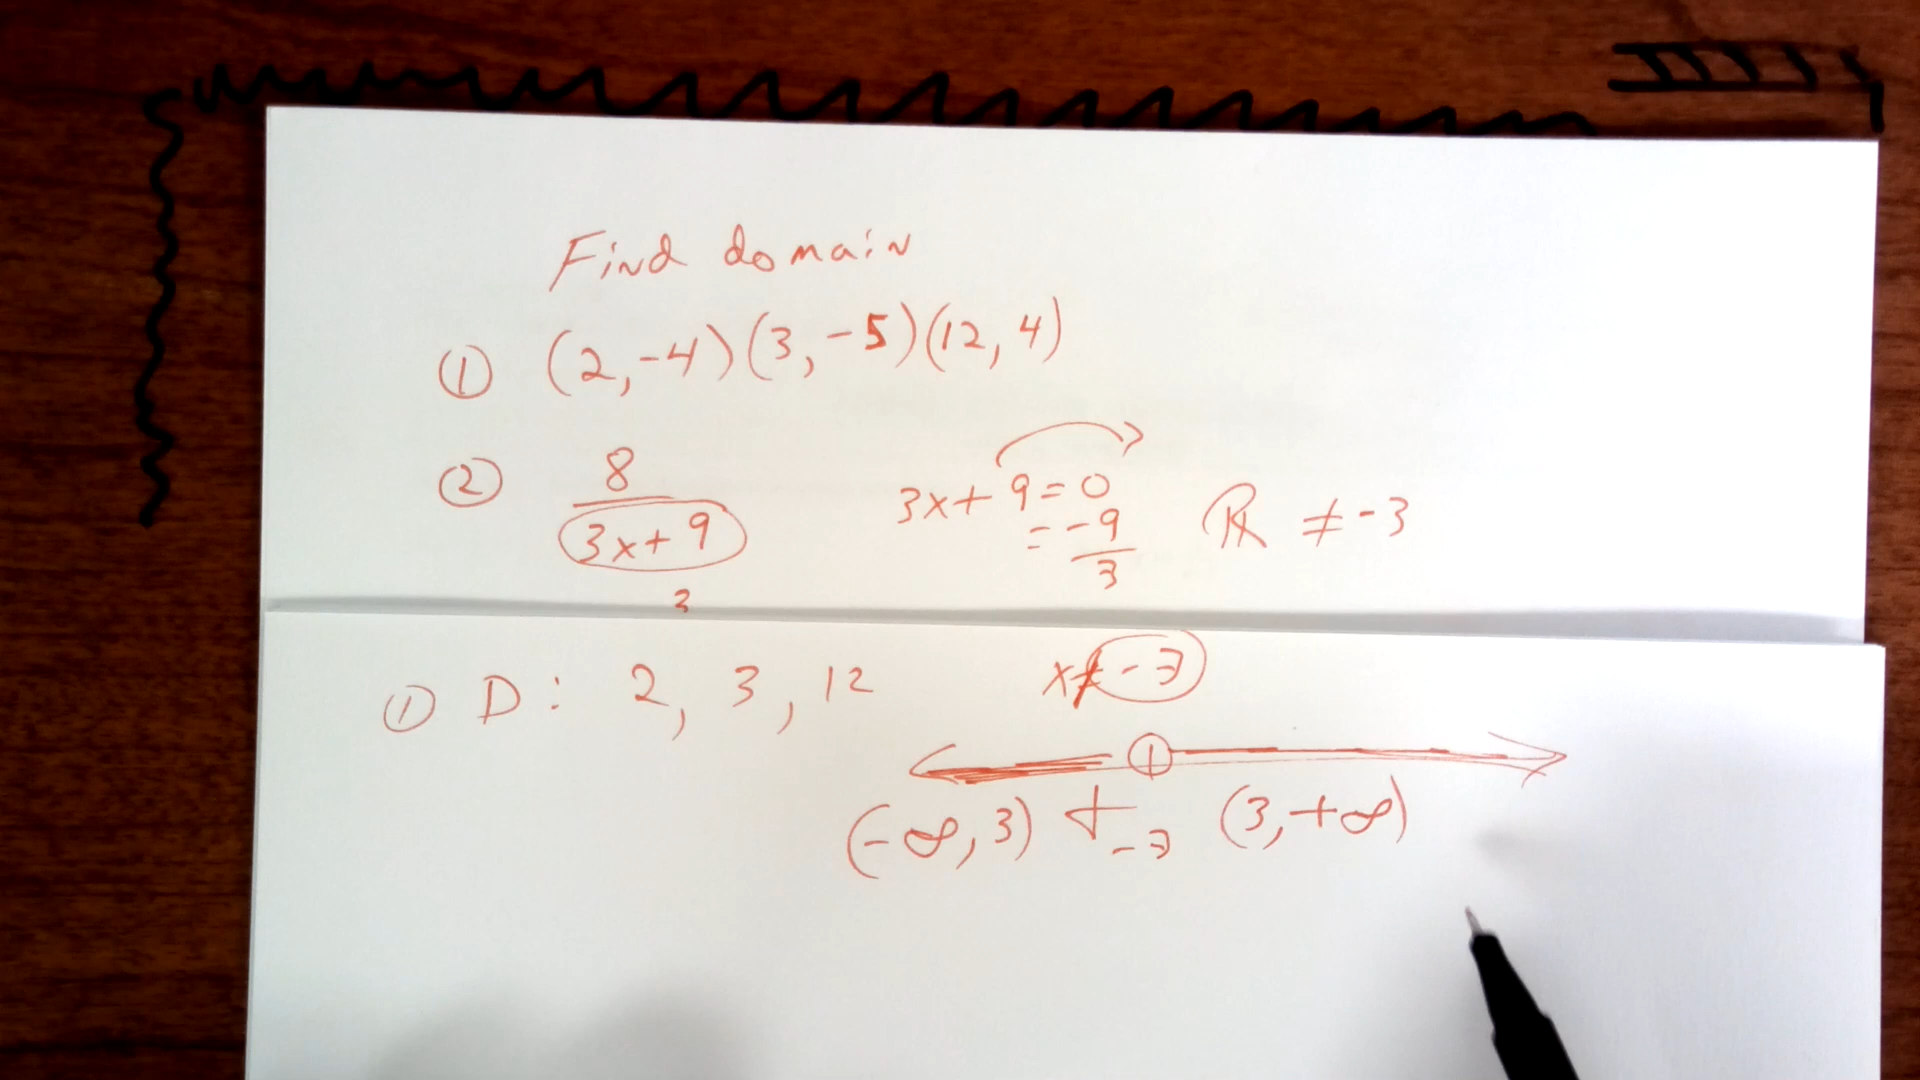 Find domain
① (2,-4)(3,-5)(12,4)
② 8
3x+9
3x+9=0
=-9
3
ℝ ≠-3
3
① D: 2, 3, 12
x≠-3
(-∞,3)
-3
(3,+∞)